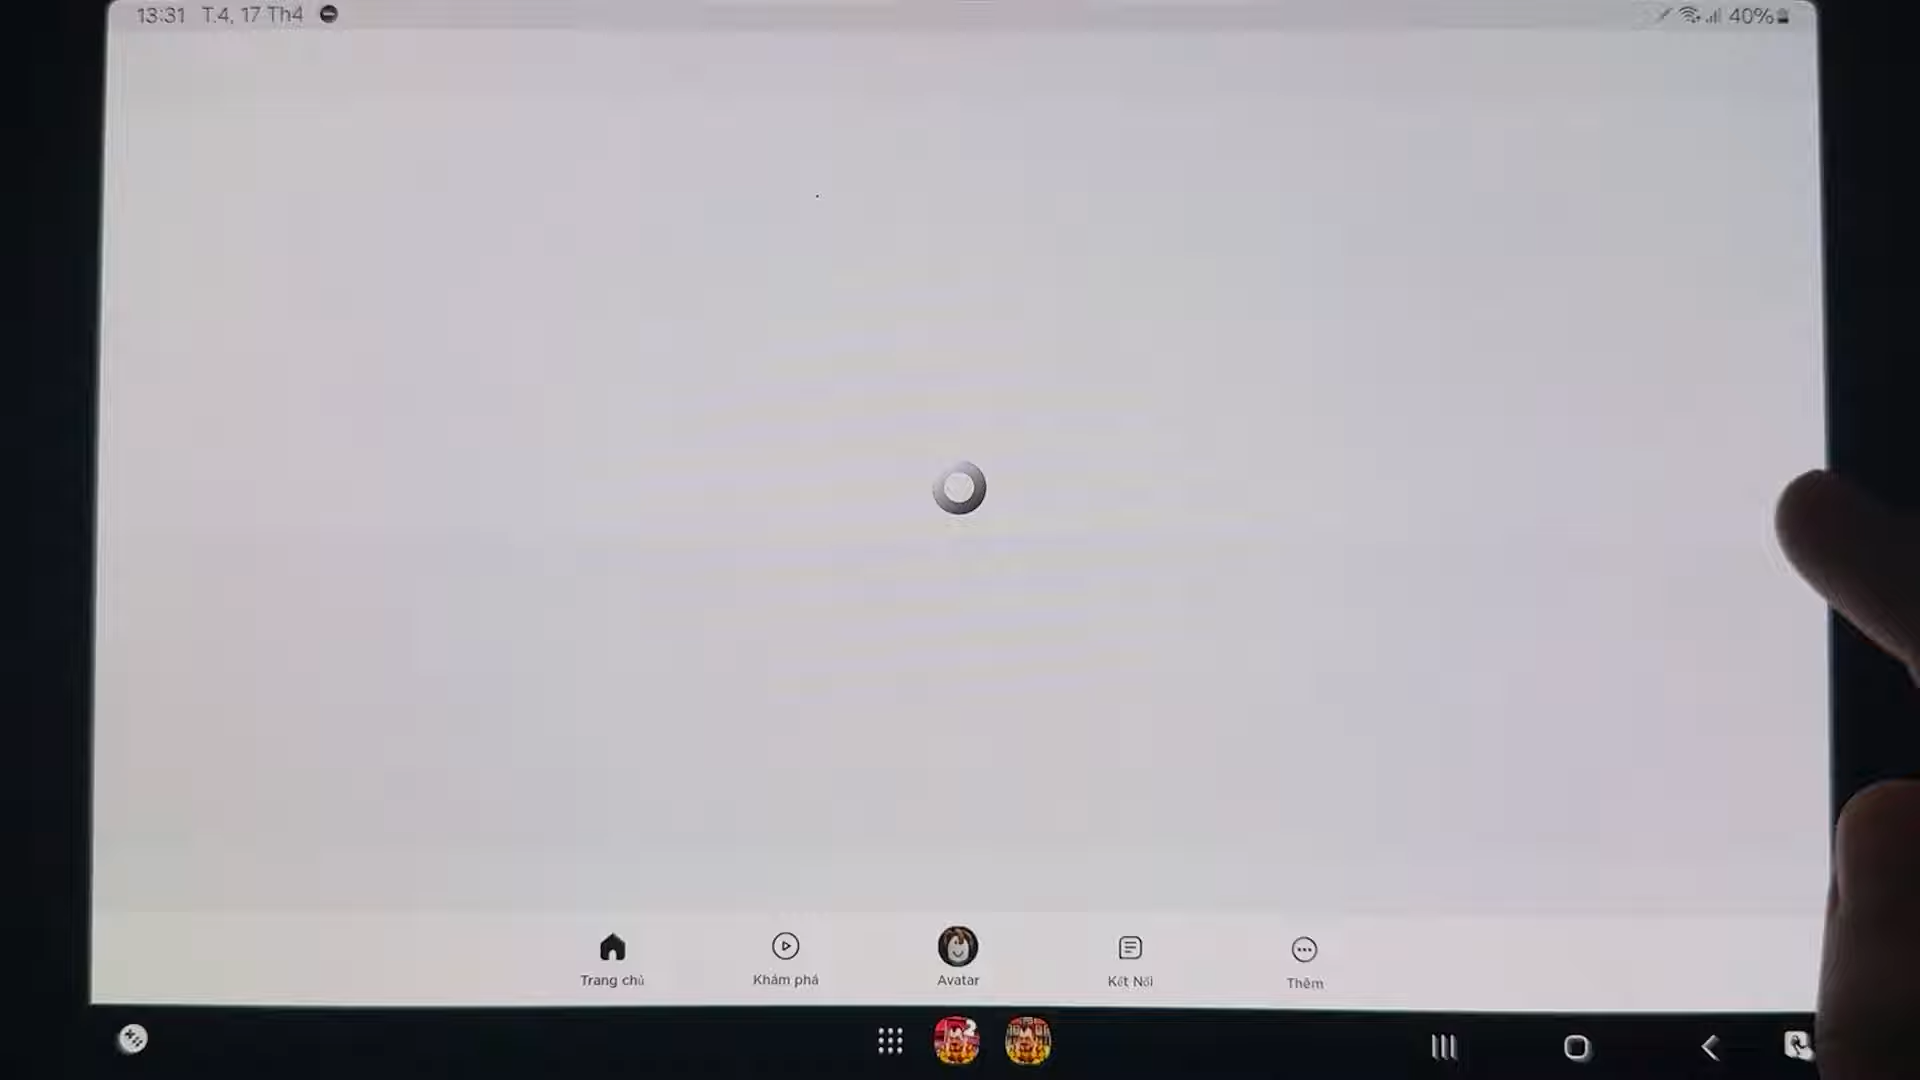 13:31 T.4, 17 Th4
40%
Trang chủ
Khám phá
Avatar
Kết Nối
Thêm